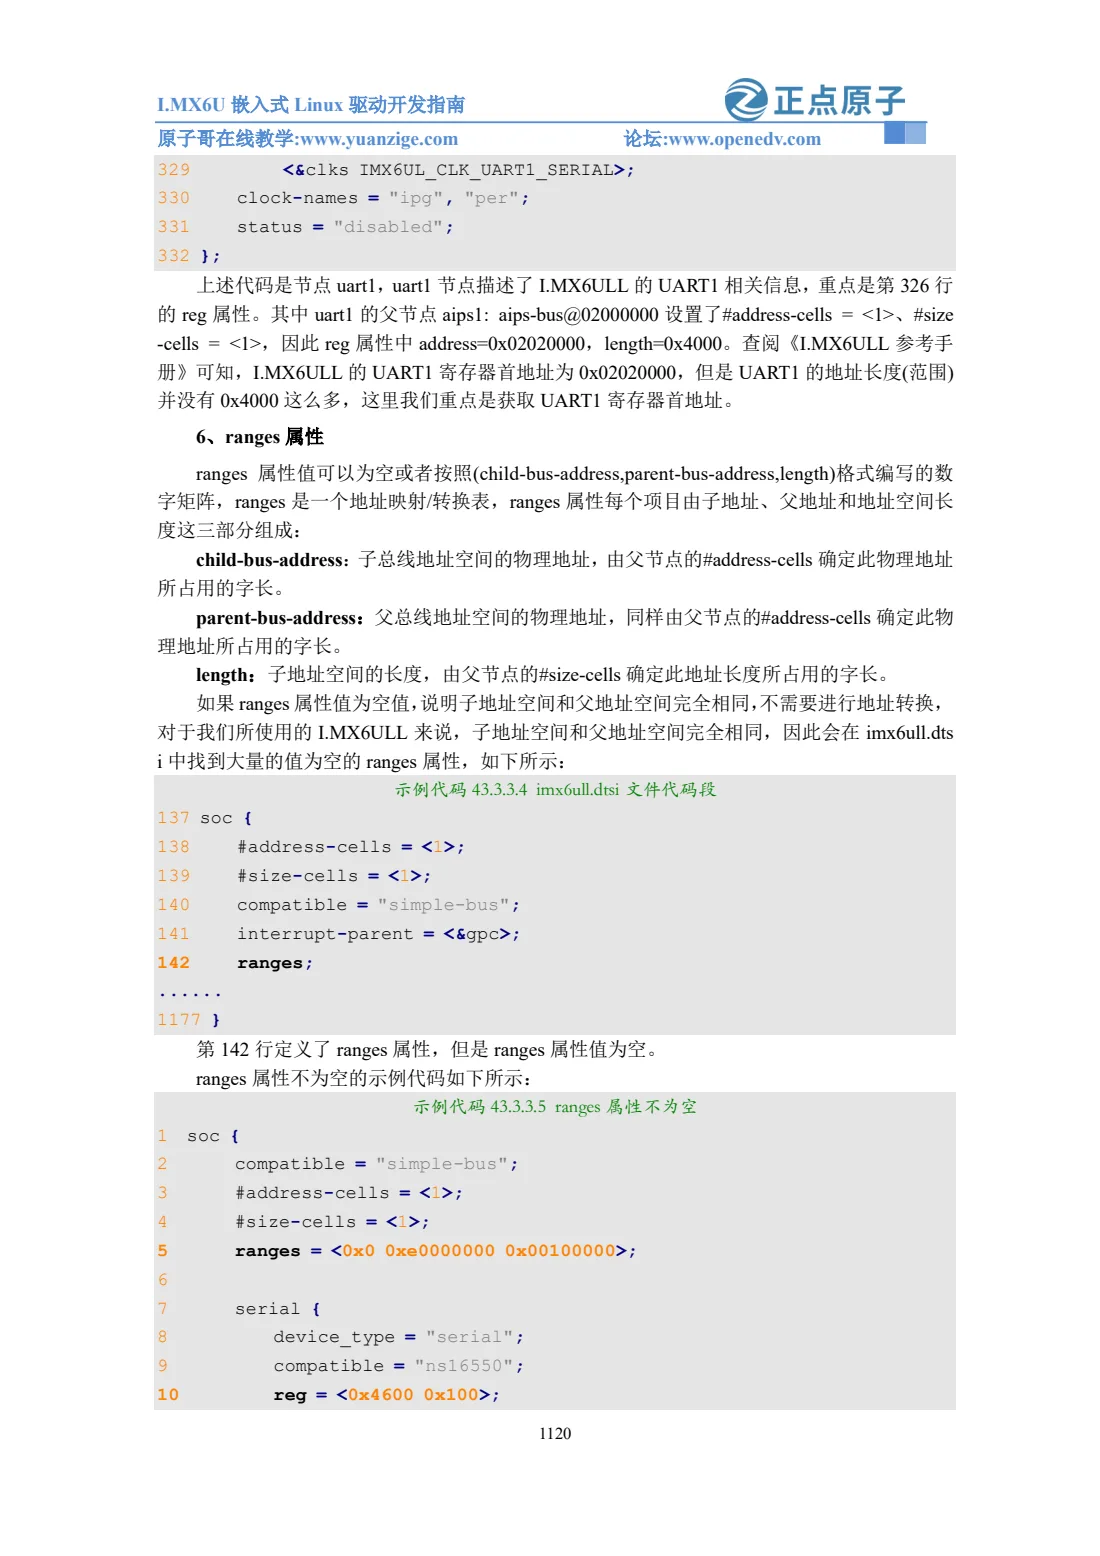 I.MX6U 嵌入式 Linux 驱动开发指南
正点原子
原子哥在线教学:www.yuanzige.com 论坛:www.openedv.com
329 <&clks IMX6UL_CLK_UART1_SERIAL>;
330 clock-names = "ipg", "per";
331 status = "disabled";
332 };
上述代码是节点 uart1，uart1 节点描述了 I.MX6ULL 的 UART1 相关信息，重点是第 326 行
的 reg 属性。其中 uart1 的父节点 aips1: aips-bus@02000000 设置了#address-cells = <1>、#size
-cells = <1>，因此 reg 属性中 address=0x02020000，length=0x4000。查阅《I.MX6ULL 参考手
册》可知，I.MX6ULL 的 UART1 寄存器首地址为 0x02020000，但是 UART1 的地址长度(范围)
并没有 0x4000 这么多，这里我们重点是获取 UART1 寄存器首地址。
6、ranges 属性
ranges 属性值可以为空或者按照(child-bus-address,parent-bus-address,length)格式编写的数
字矩阵，ranges 是一个地址映射/转换表，ranges 属性每个项目由子地址、父地址和地址空间长
度这三部分组成：
child-bus-address：子总线地址空间的物理地址，由父节点的#address-cells 确定此物理地址
所占用的字长。
parent-bus-address：父总线地址空间的物理地址，同样由父节点的#address-cells 确定此物
理地址所占用的字长。
length：子地址空间的长度，由父节点的#size-cells 确定此地址长度所占用的字长。
如果 ranges 属性值为空值，说明子地址空间和父地址空间完全相同，不需要进行地址转换，
对于我们所使用的 I.MX6ULL 来说，子地址空间和父地址空间完全相同，因此会在 imx6ull.dts
i 中找到大量的值为空的 ranges 属性，如下所示：
示例代码 43.3.3.4 imx6ull.dtsi 文件代码段
137 soc {
138 #address-cells = <1>;
139 #size-cells = <1>;
140 compatible = "simple-bus";
141 interrupt-parent = <&gpc>;
142 ranges;
......
1177 }
第 142 行定义了 ranges 属性，但是 ranges 属性值为空。
ranges 属性不为空的示例代码如下所示：
示例代码 43.3.3.5 ranges 属性不为空
1 soc {
2 compatible = "simple-bus";
3 #address-cells = <1>;
4 #size-cells = <1>;
5 ranges = <0x0 0xe0000000 0x00100000>;
6
7 serial {
8 device_type = "serial";
9 compatible = "ns16550";
10 reg = <0x4600 0x100>;
1120